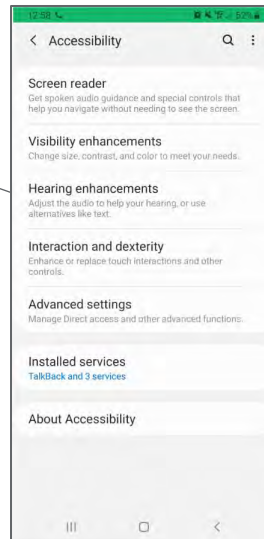 12:58
52%
Accessibility
Screen reader
Get spoken audio guidance and special controls that
help you navigate without needing to see the screen.
Visibility enhancements
Change size, contrast, and color to meet your needs.
Hearing enhancements
Adjust the audio to help your hearing, or use
alternatives like text.
Interaction and dexterity
Enhance or replace touch interactions and other
controls.
Advanced settings
Manage Direct access and other advanced functions.
Installed services
TalkBack and 3 services
About Accessibility